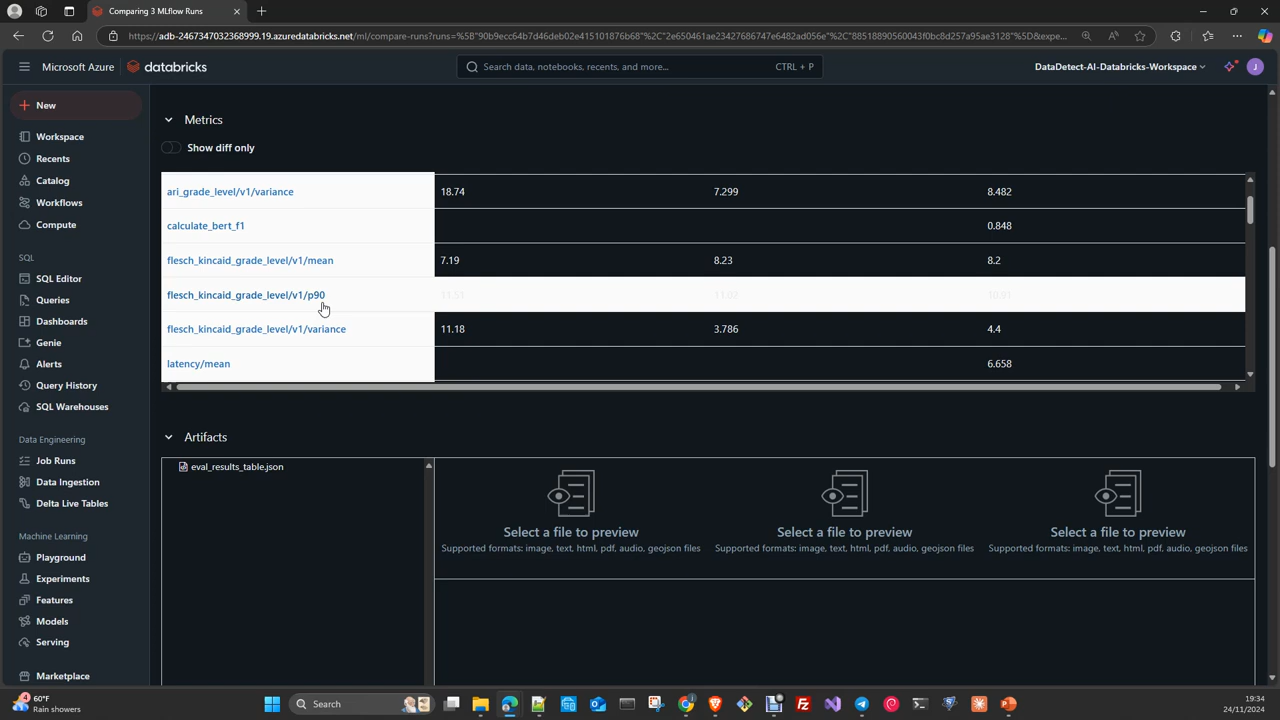 Comparing 3 MLflow Runs
https://adb-2467347032368999.19.azuredatabricks.net/ml/compare-runs?runs=%5B"90b9ecc64b7d46deb02e415101876b68"%2C"2e650461ae23427686747e6482ad056e"%2C"88518890560043f0bc8d257a95ae3128"%5D&expe...
Microsoft Azure databricks
Search data, notebooks, recents, and more... CTRL + P
DataDetect-AI-Databricks-Workspace J
New
Workspace
Recents
Catalog
Workflows
Compute
SQL
SQL Editor
Queries
Dashboards
Genie
Alerts
Query History
SQL Warehouses
Data Engineering
Job Runs
Data Ingestion
Delta Live Tables
Machine Learning
Playground
Experiments
Features
Models
Serving
Marketplace
Metrics
Show diff only
ari_grade_level/v1/variance 18.74 7.299 8.482
calculate_bert_f1 0.848
flesch_kincaid_grade_level/v1/mean 7.19 8.23 8.2
flesch_kincaid_grade_level/v1/p90
flesch_kincaid_grade_level/v1/variance 11.18 3.786 4.4
latency/mean 6.658
Artifacts
eval_results_table.json
Select a file to preview
Supported formats: image, text, html, pdf, audio, geojson files
Select a file to preview
Supported formats: image, text, html, pdf, audio, geojson files
Select a file to preview
Supported formats: image, text, html, pdf, audio, geojson files
4
60°F
Rain showers
Search
19:34
24/11/2024